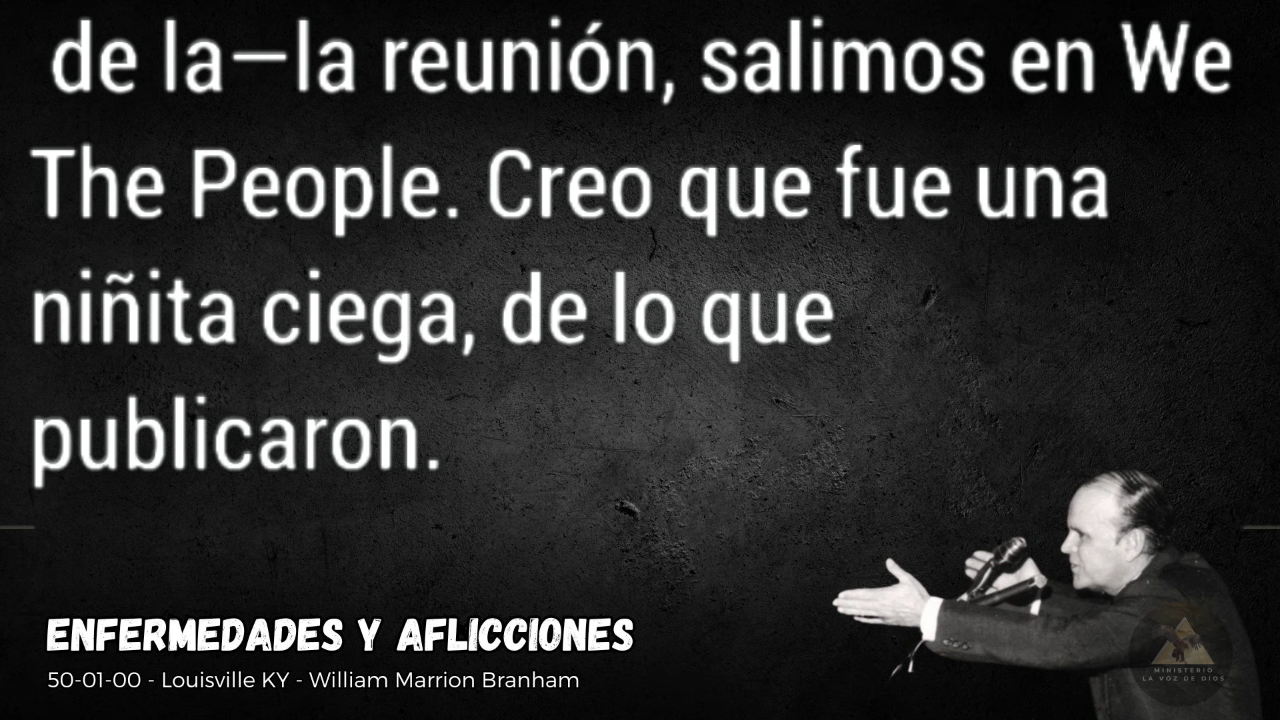 de la—la reunión, salimos en We
The People. Creo que fue una
niñita ciega, de lo que
publicaron.
ENFERMEDADES Y AFLICCIONES
50-01-00 - Louisville KY - William Marrion Branham
MINISTERIO
LA VOZ DE DIOS